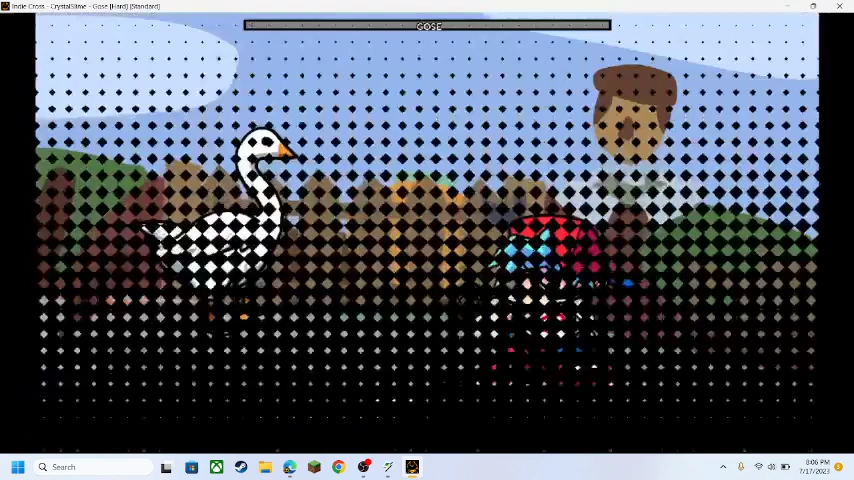 Indie Cross - CrystalSlime - Gose [Hard] [Standard]
GOSE
Search
8:06 PM
7/17/2023